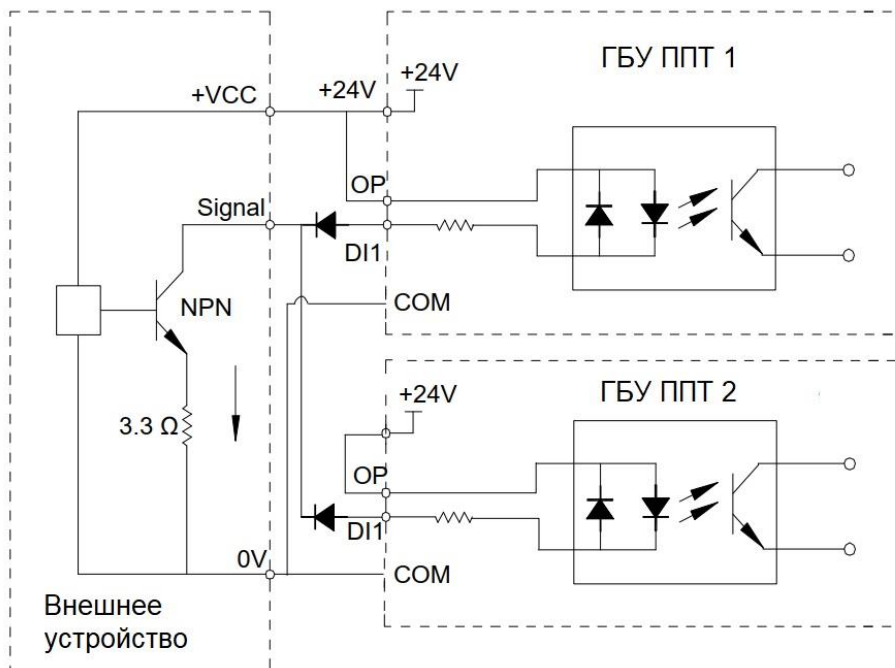 +VCC
+24V
+24V
ГБУ ППТ 1
OP
Signal
DI1
NPN
COM
3.3 Ω
+24V
ГБУ ППТ 2
OP
DI1
0V
COM
Внешнее
устройство